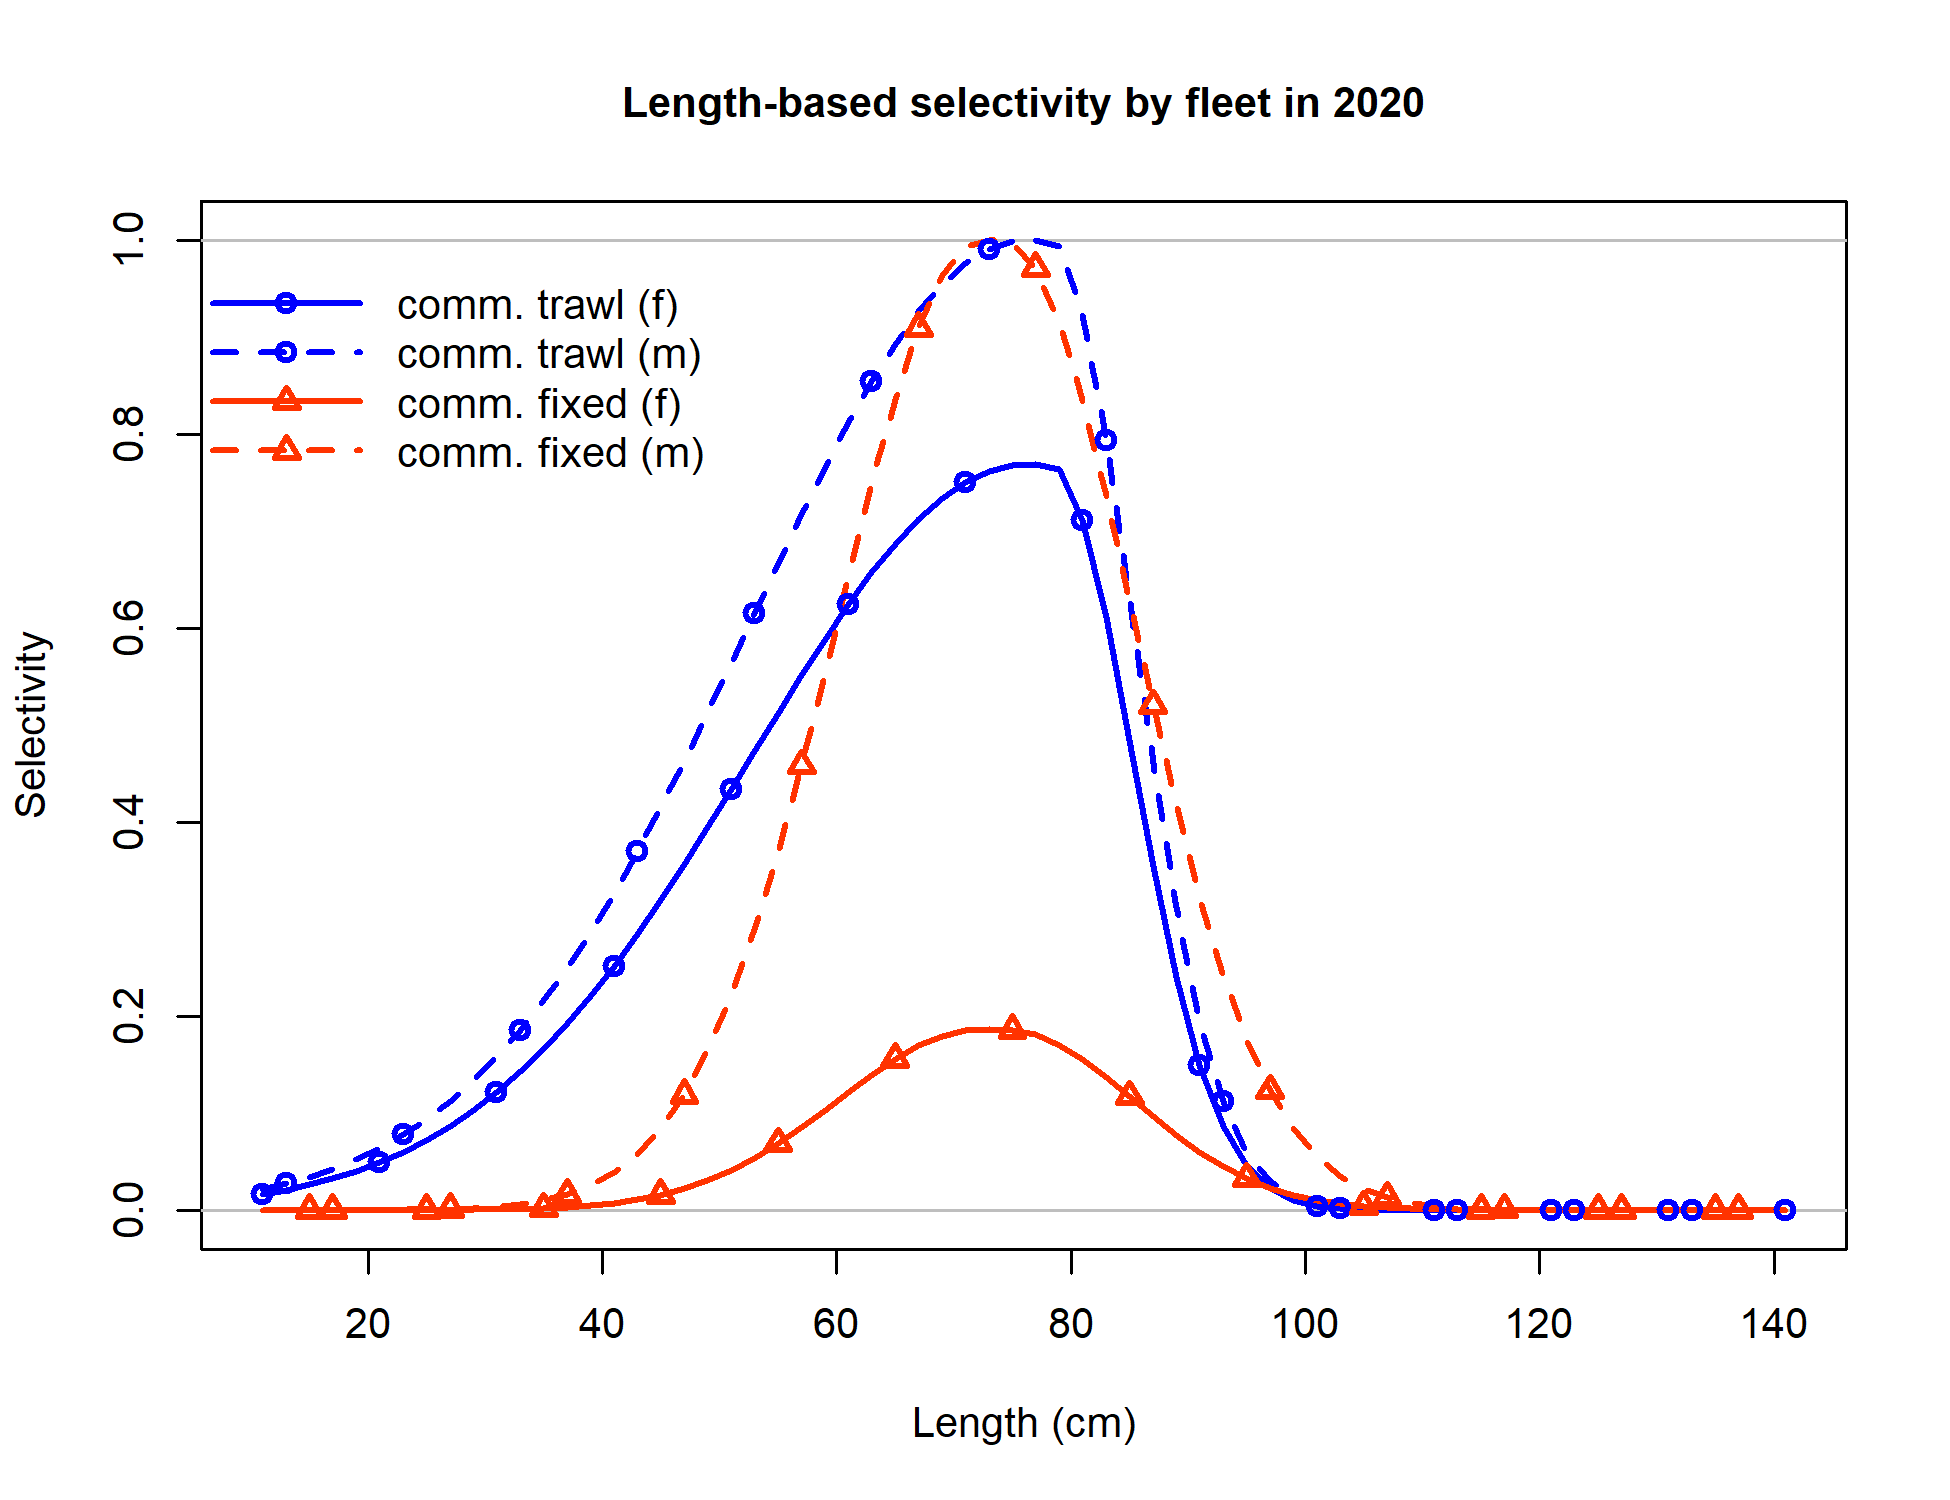 Length-based selectivity by fleet in 2020
comm. trawl (f)
comm. trawl (m)
comm. fixed (f)
comm. fixed (m)
Selectivity
1.0
0.8
0.6
0.4
0.2
0.0
20 40 60 80 100 120 140
Length (cm)